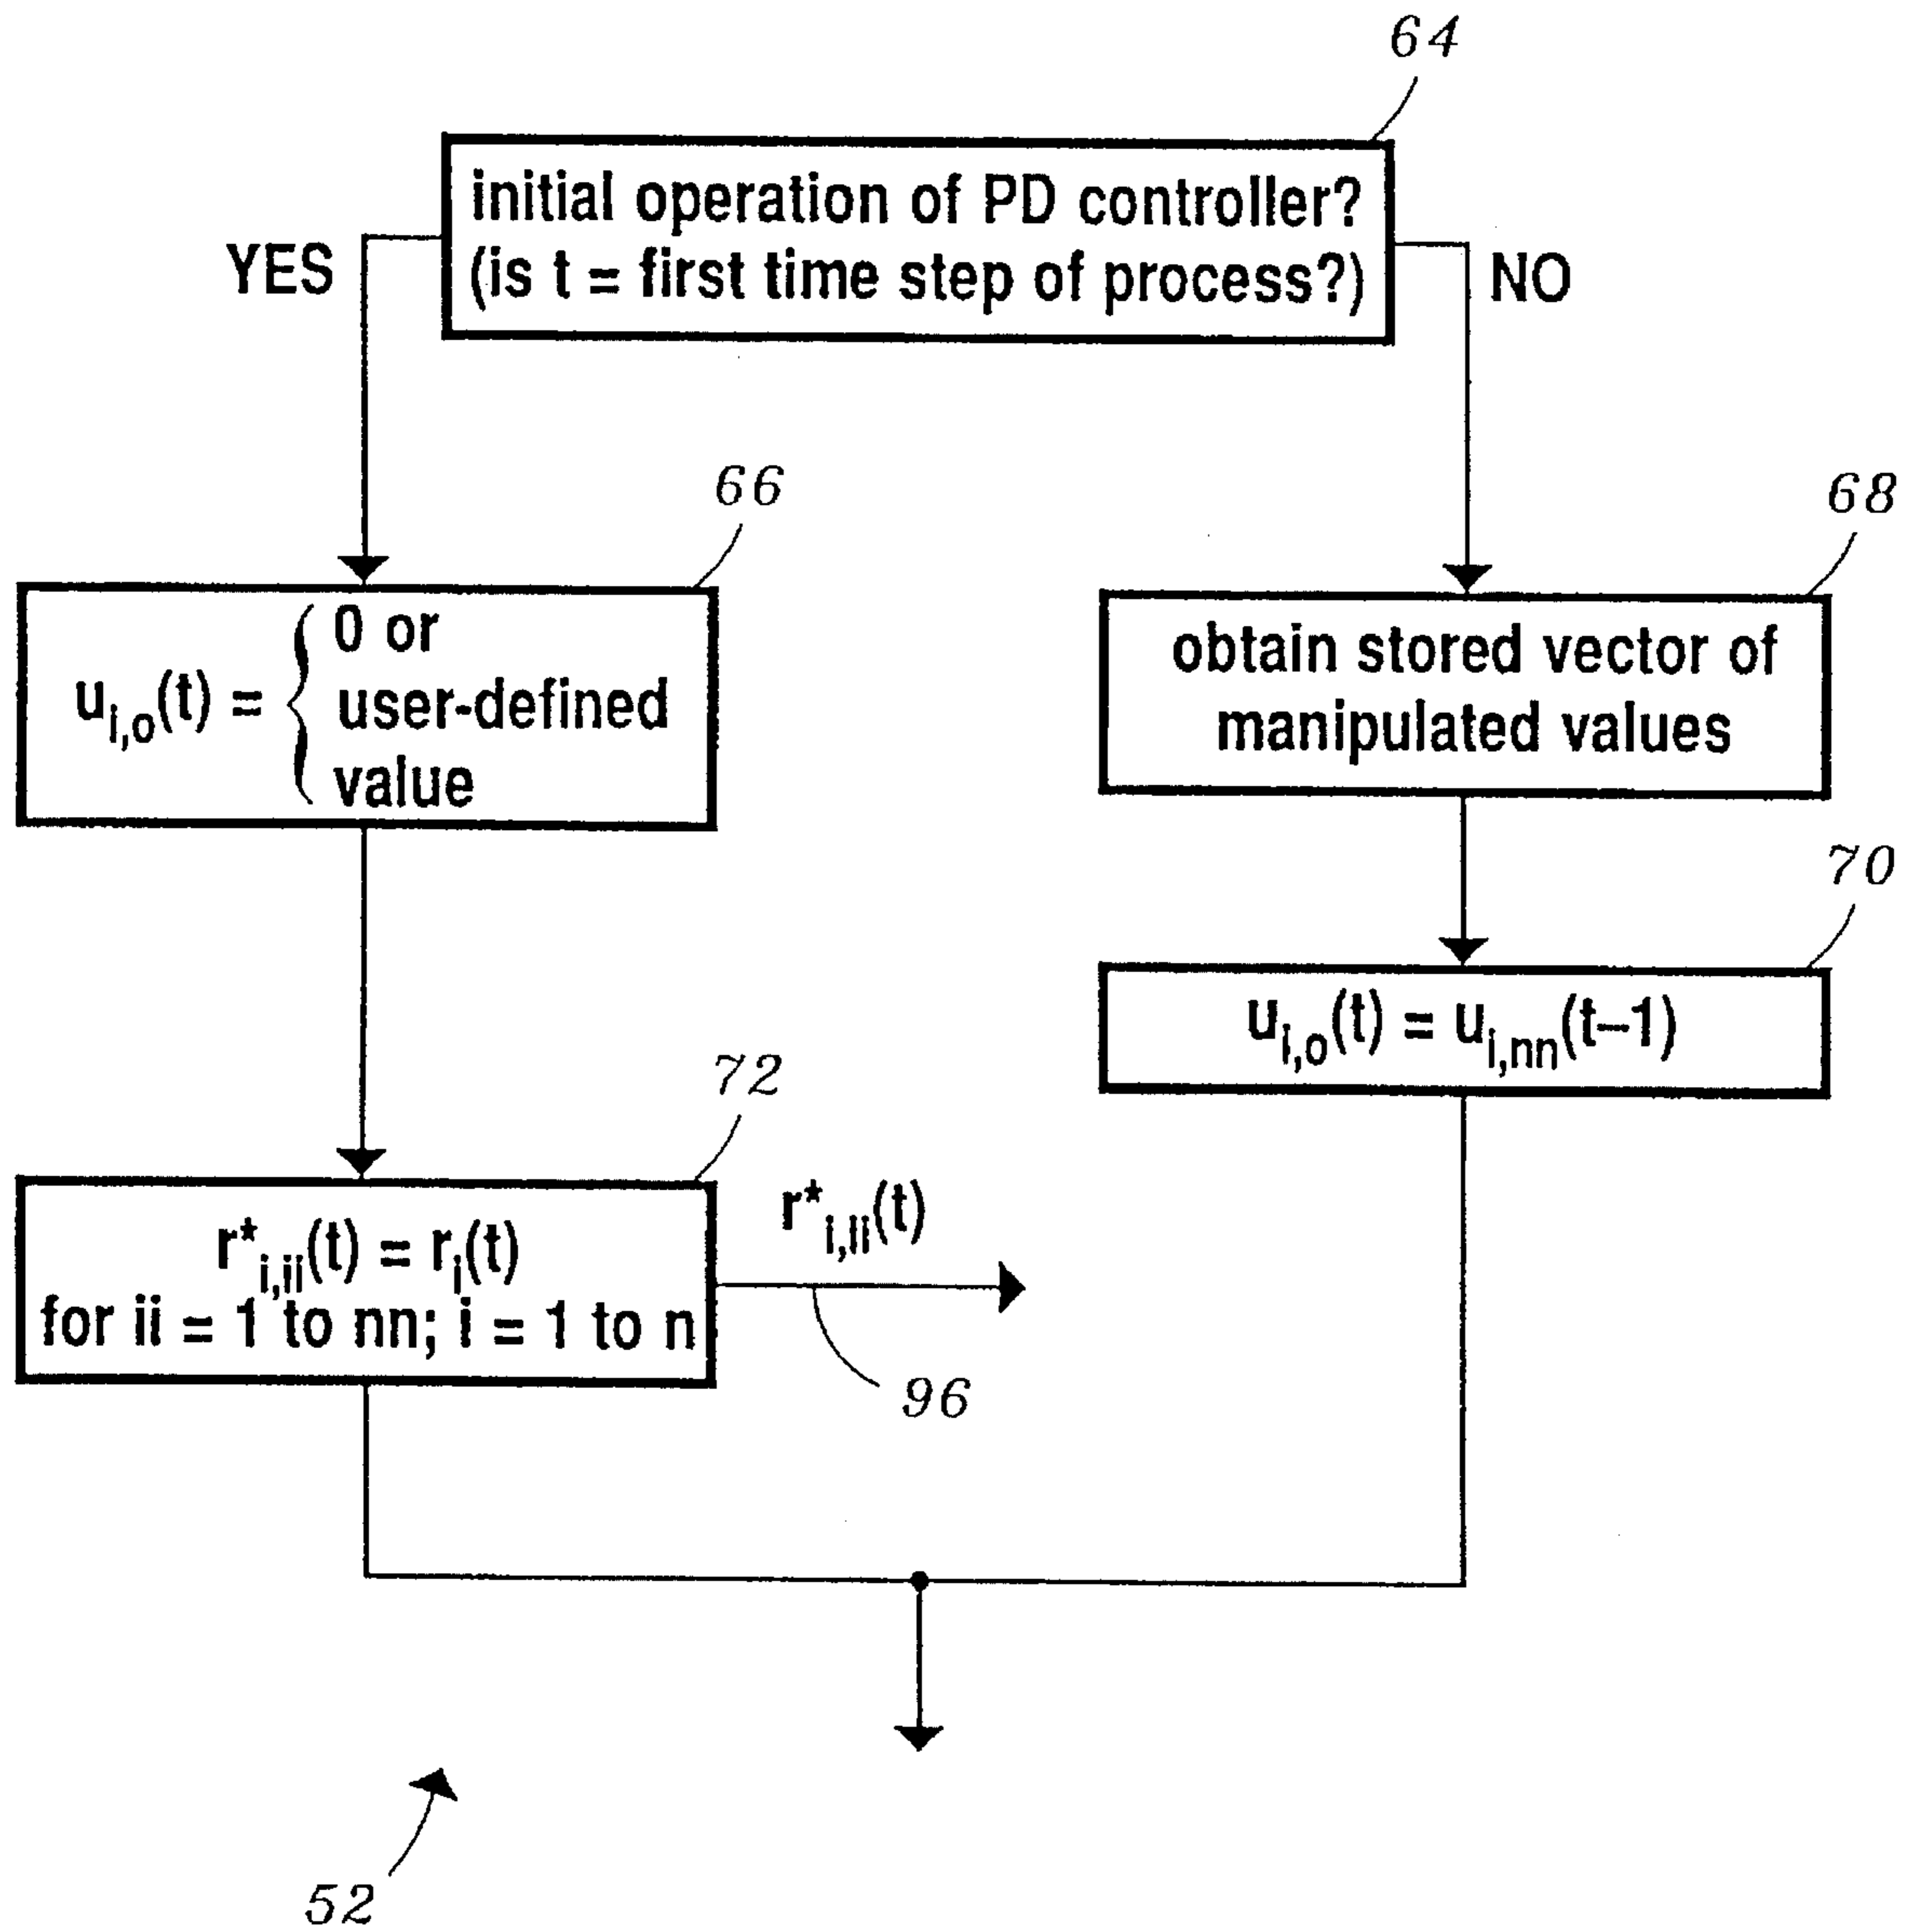 64
initial operation of PD controller?
(is t = first time step of process?)
YES
NO
66
68
u_{i,o}(t) = { 0 or
user-defined
value
obtain stored vector of
manipulated values
70
u_{i,o}(t) = u_{i,nn}(t–1)
72
r*_{i,ii}(t) = r_i(t)
for ii = 1 to nn; i = 1 to n
r*_{i,ii}(t)
96
52